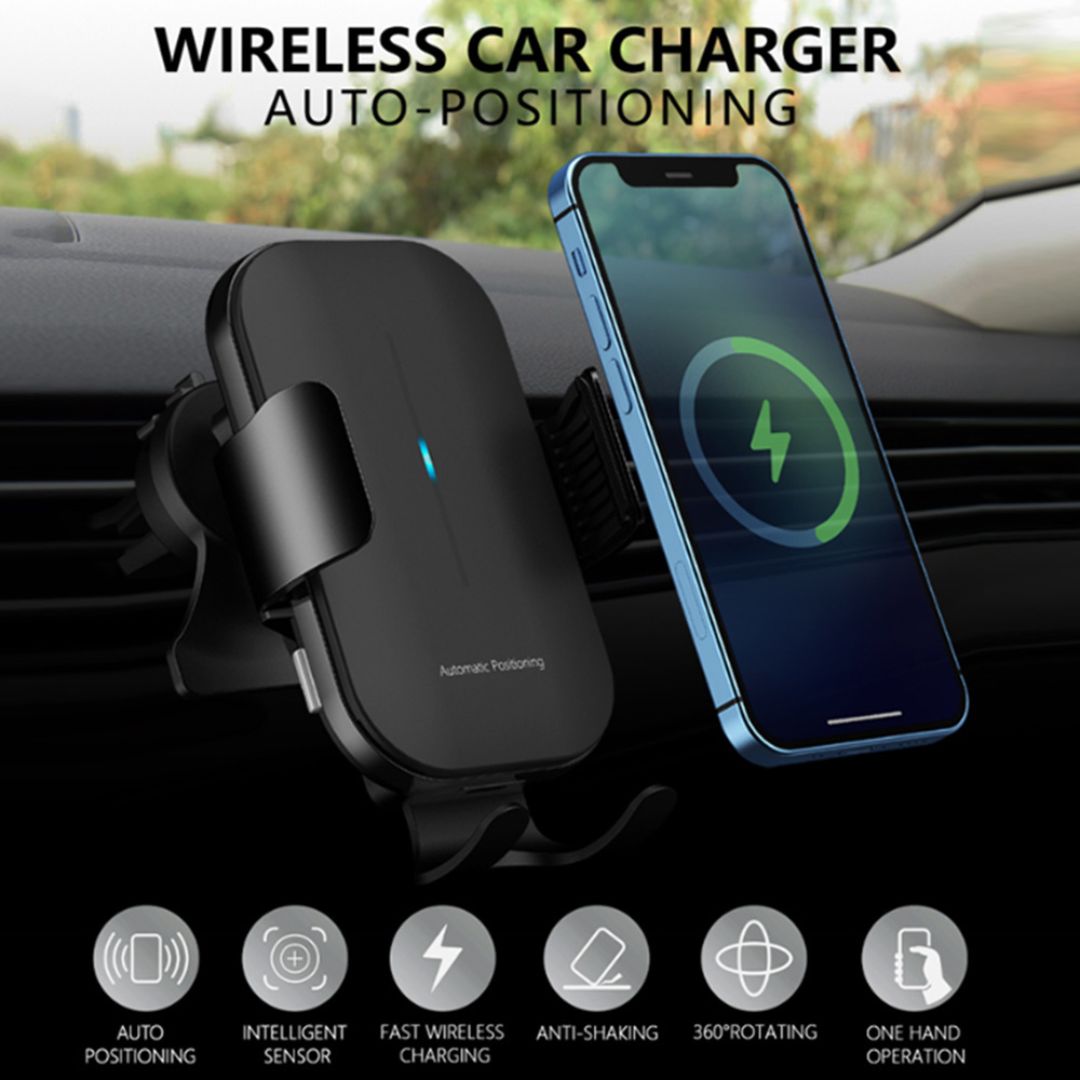 WIRELESS CAR CHARGER
AUTO-POSITIONING
Automatic Positioning
AUTO
POSITIONING
INTELLIGENT
SENSOR
FAST WIRELESS
CHARGING
ANTI-SHAKING
360°ROTATING
ONE HAND
OPERATION